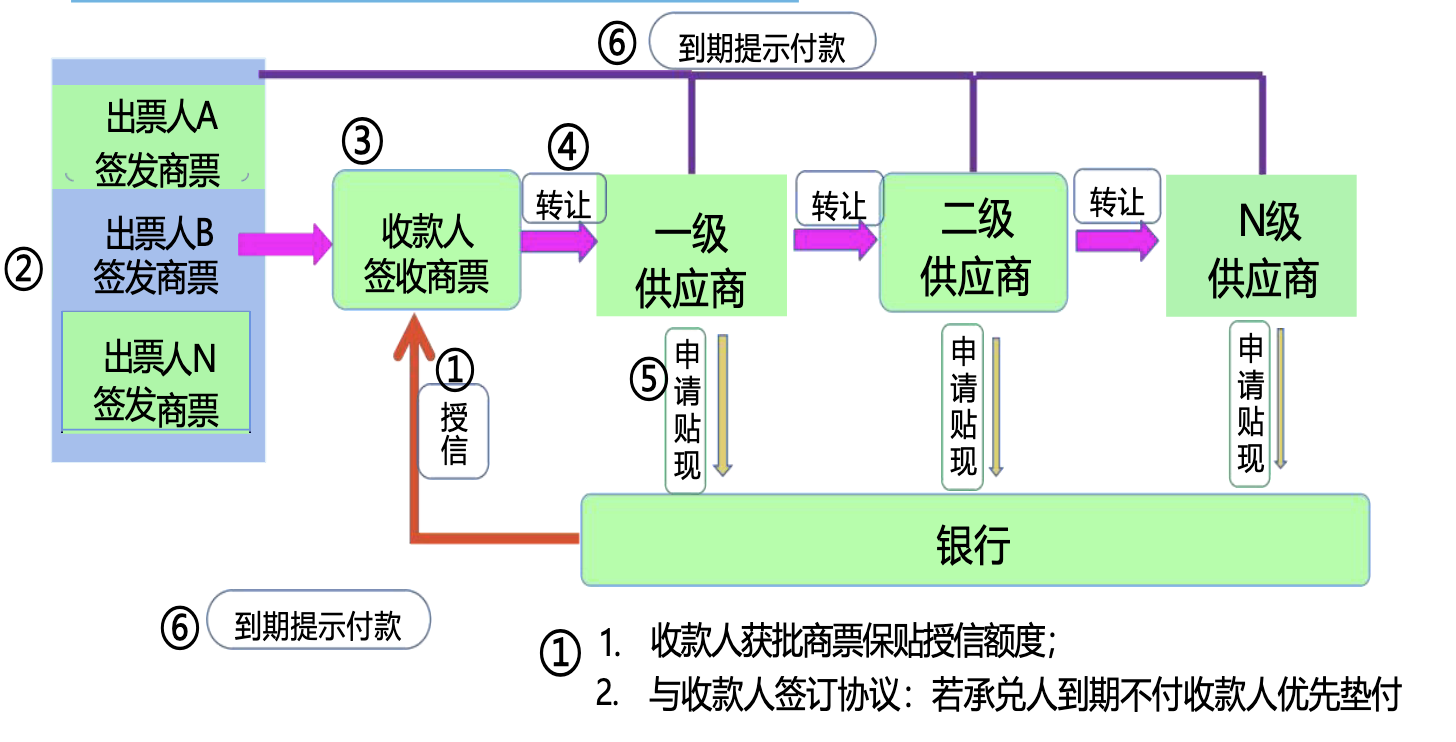 ⑥ 到期提示付款
出票人A
签发商票
② 出票人B
签发商票
出票人N
签发商票
③
收款人
签收商票
④
转让
一级
供应商
转让
二级
供应商
转让
N级
供应商
①
授
信
⑤
申
请
贴
现
申
请
贴
现
申
请
贴
现
银行
⑥ 到期提示付款
① 1. 收款人获批商票保贴授信额度；
2. 与收款人签订协议：若承兑人到期不付收款人优先垫付